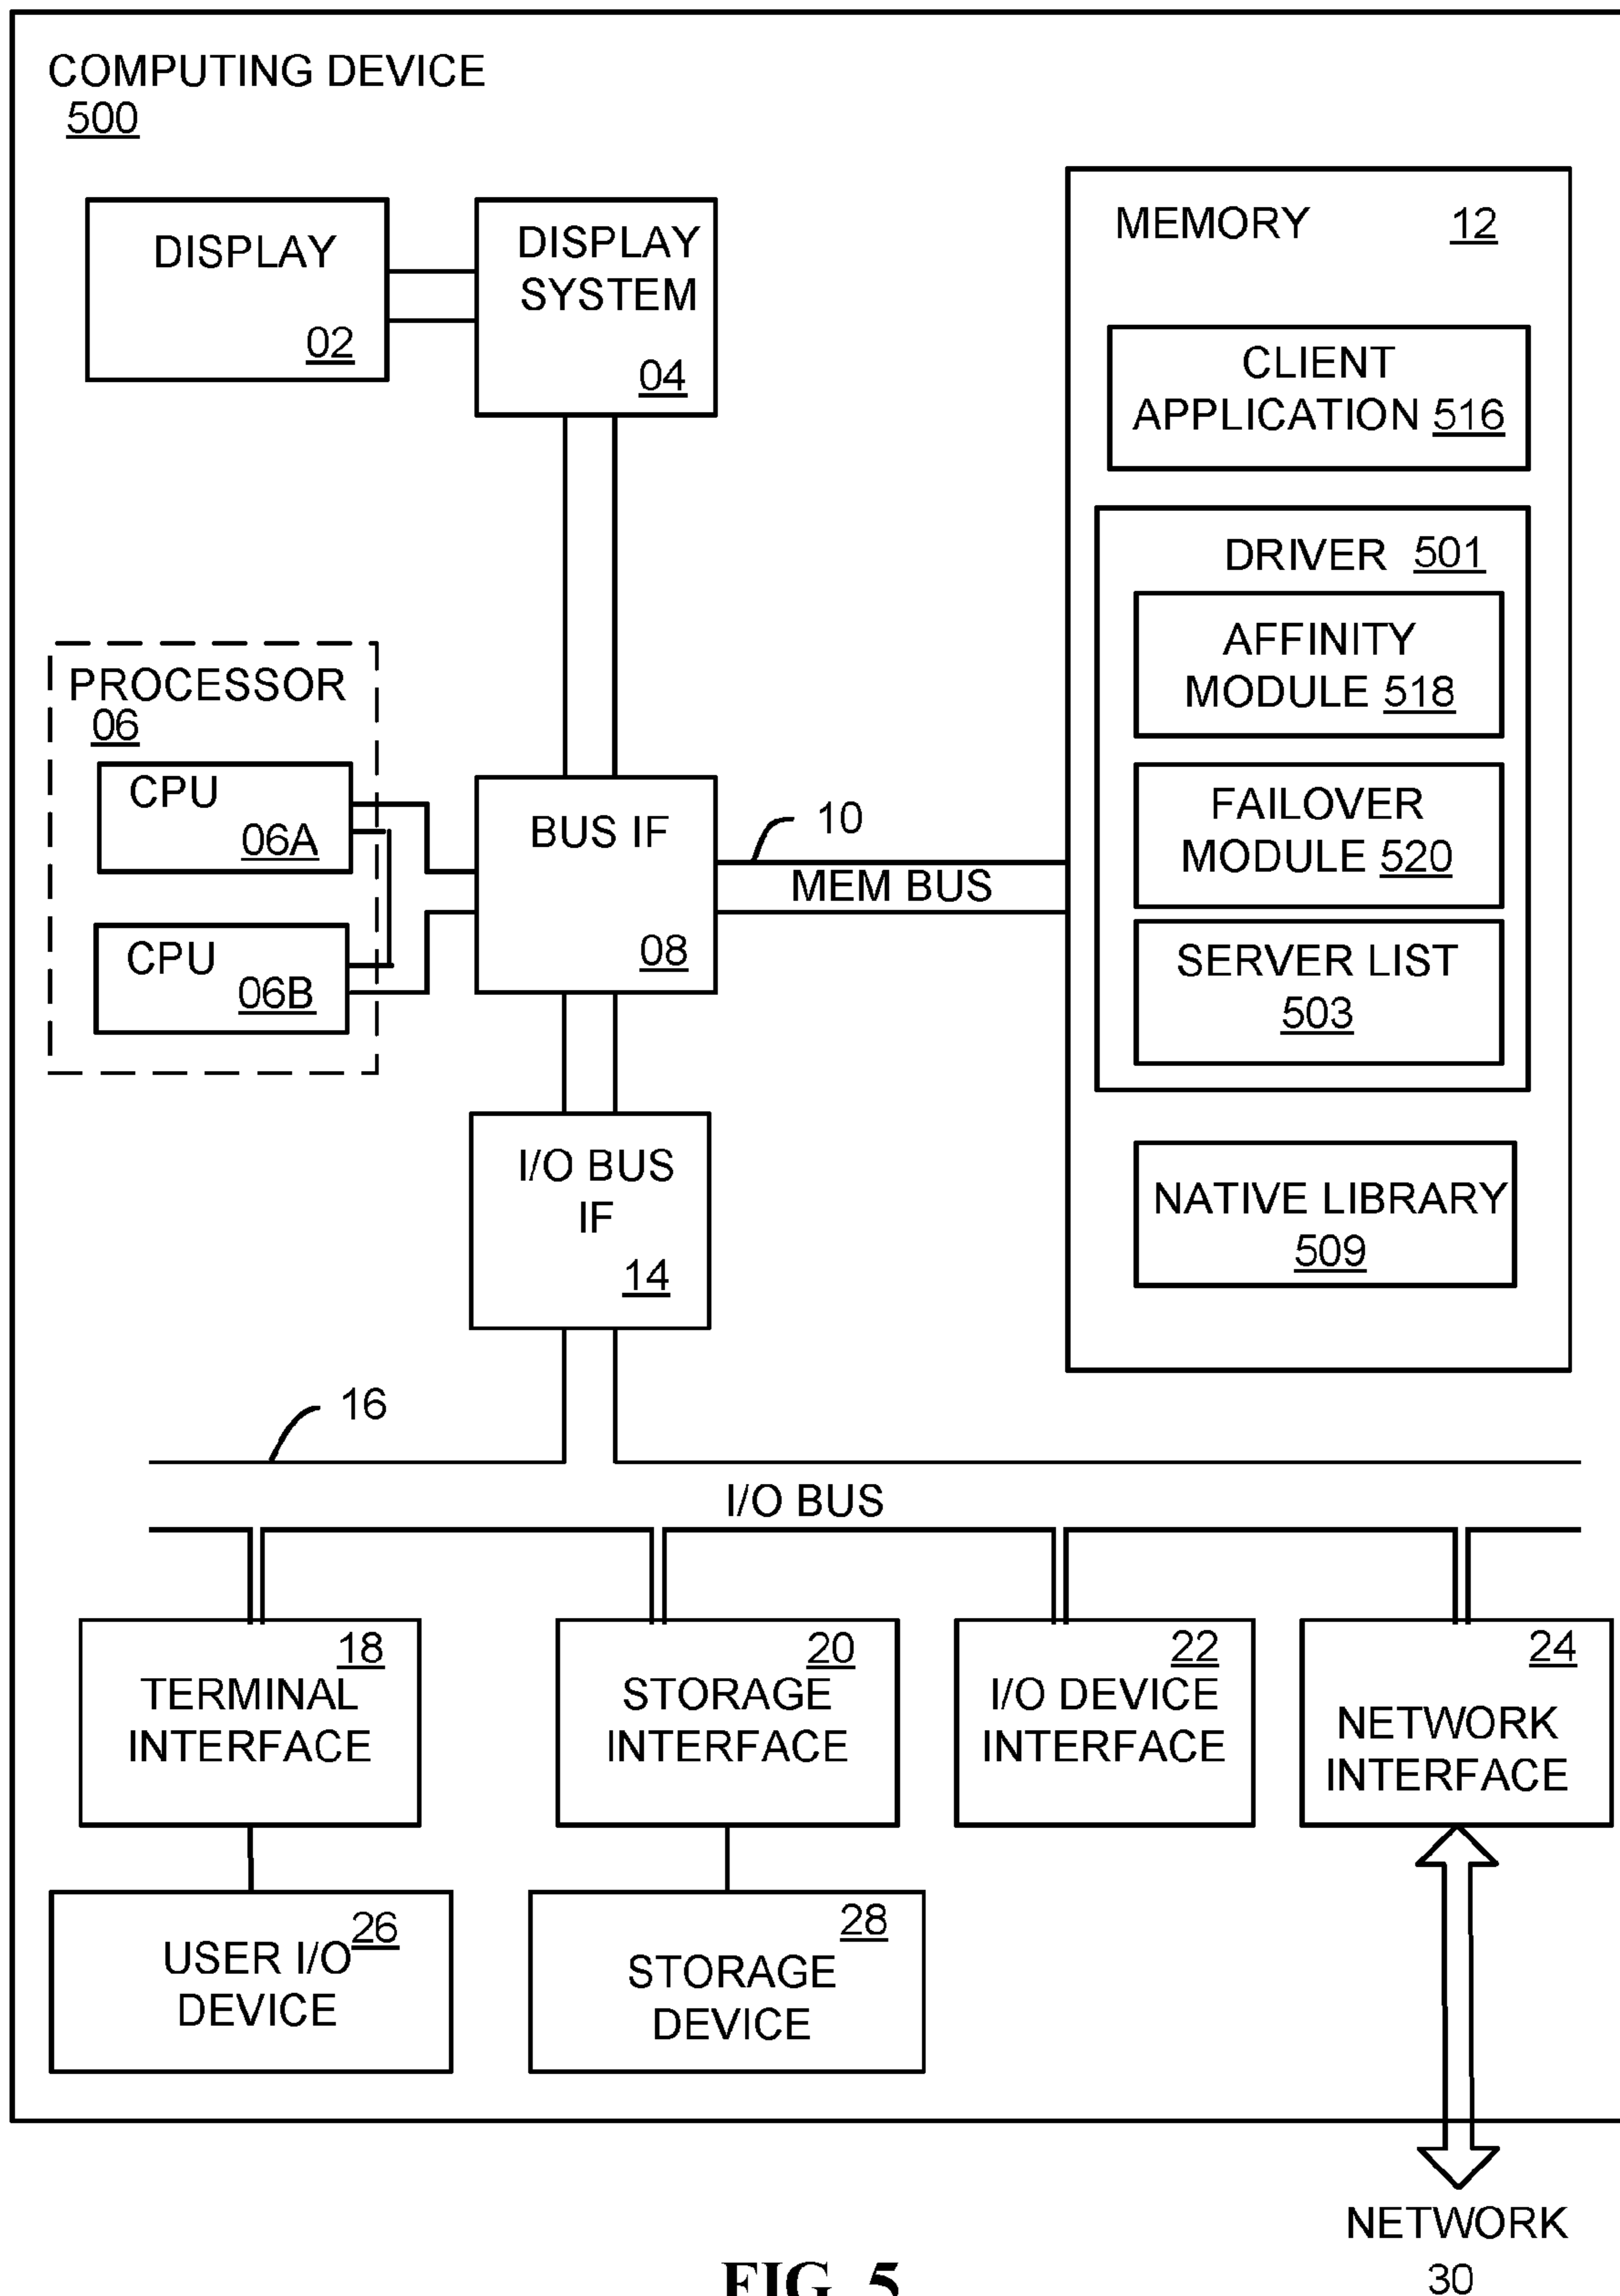 COMPUTING DEVICE
500
DISPLAY
02
DISPLAY
SYSTEM
04
MEMORY 12
CLIENT
APPLICATION 516
DRIVER 501
AFFINITY
MODULE 518
FAILOVER
MODULE 520
SERVER LIST
503
NATIVE LIBRARY
509
PROCESSOR
06
CPU
06A
CPU
06B
BUS IF
08
10
MEM BUS
I/O BUS
IF
14
16
I/O BUS
18
TERMINAL
INTERFACE
20
STORAGE
INTERFACE
22
I/O DEVICE
INTERFACE
24
NETWORK
INTERFACE
26
USER I/O
DEVICE
28
STORAGE
DEVICE
NETWORK
30
FIG. 5